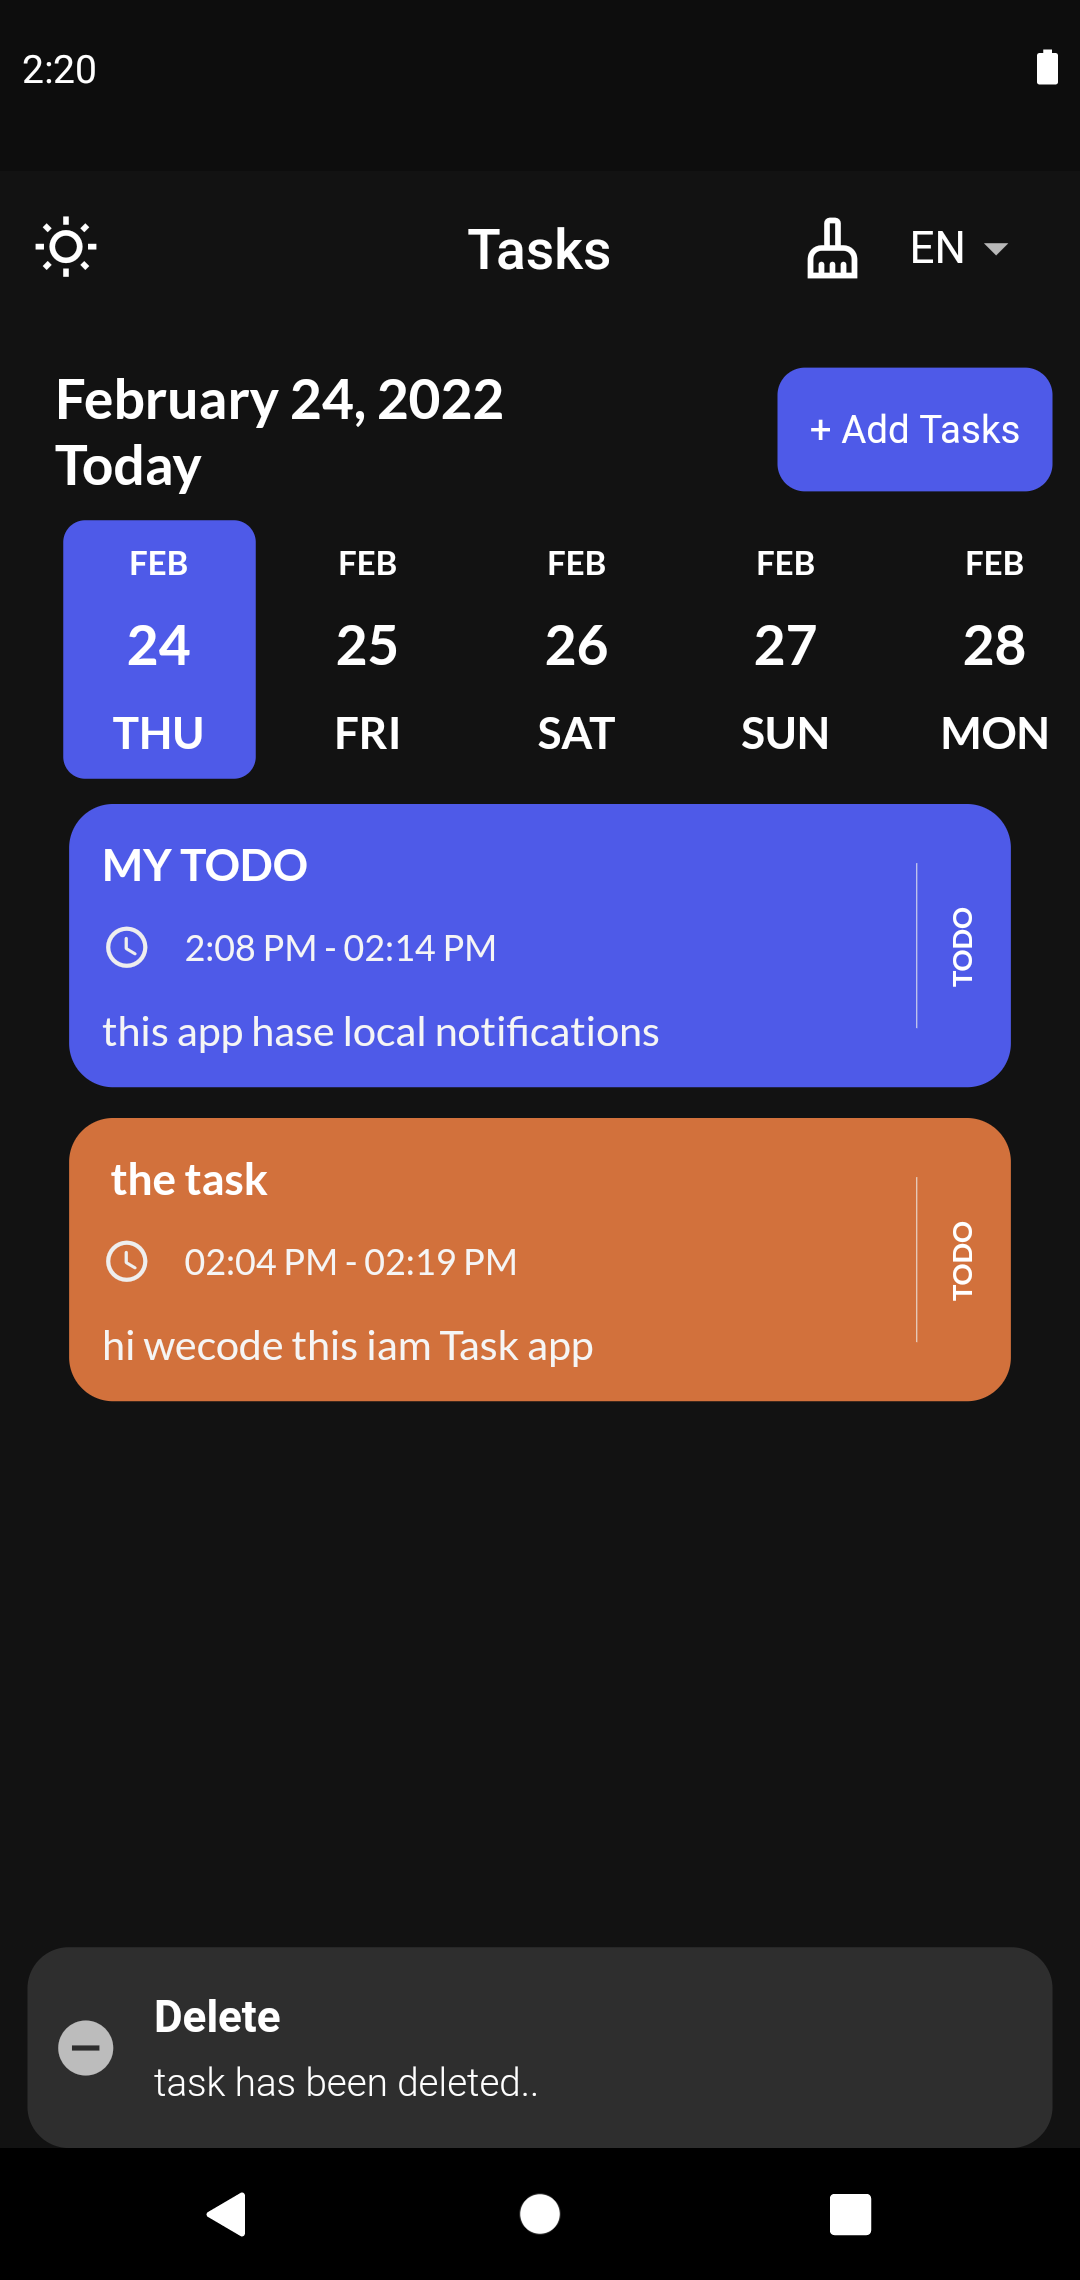 2:20
Tasks
EN
February 24, 2022
Today
+ Add Tasks
FEB FEB FEB FEB FEB
24 25 26 27 28
THU FRI SAT SUN MON
MY TODO
2:08 PM - 02:14 PM
this app hase local notifications
TODO
the task
02:04 PM - 02:19 PM
hi wecode this iam Task app
TODO
Delete
task has been deleted..